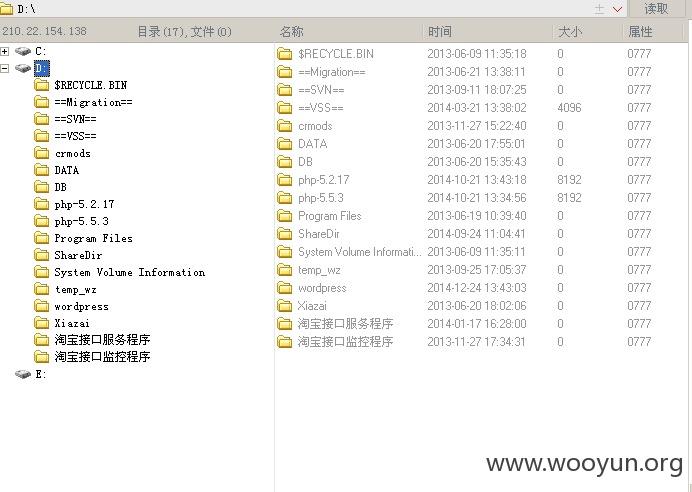 D:\ 读取
210.22.154.138 目录(17),文件(0) 名称 时间 大小 属性
C:
D:
$RECYCLE.BIN
==Migration==
==SVN==
==VSS==
crmods
DATA
DB
php-5.2.17
php-5.5.3
Program Files
ShareDir
System Volume Information
temp_wz
wordpress
Xiazai
淘宝接口服务程序
淘宝接口监控程序
E:
$RECYCLE.BIN 2013-06-09 11:35:18 0 0777
==Migration== 2013-06-21 13:38:11 0 0777
==SVN== 2013-09-11 18:07:25 0 0777
==VSS== 2014-03-21 13:38:02 4096 0777
crmods 2013-11-27 15:22:40 0 0777
DATA 2013-06-20 17:55:01 0 0777
DB 2013-06-20 15:35:43 0 0777
php-5.2.17 2014-10-21 13:43:18 8192 0777
php-5.5.3 2014-10-21 13:34:56 8192 0777
Program Files 2013-06-19 10:39:40 0 0777
ShareDir 2014-09-24 11:04:41 0 0777
System Volume Informati... 2013-06-09 11:35:11 0 0777
temp_wz 2013-09-25 17:05:37 0 0777
wordpress 2014-12-24 13:43:03 0 0777
Xiazai 2013-06-20 18:02:06 0 0777
淘宝接口服务程序 2014-01-17 16:28:00 0 0777
淘宝接口监控程序 2013-11-27 17:34:31 0 0777
www.wooyun.org